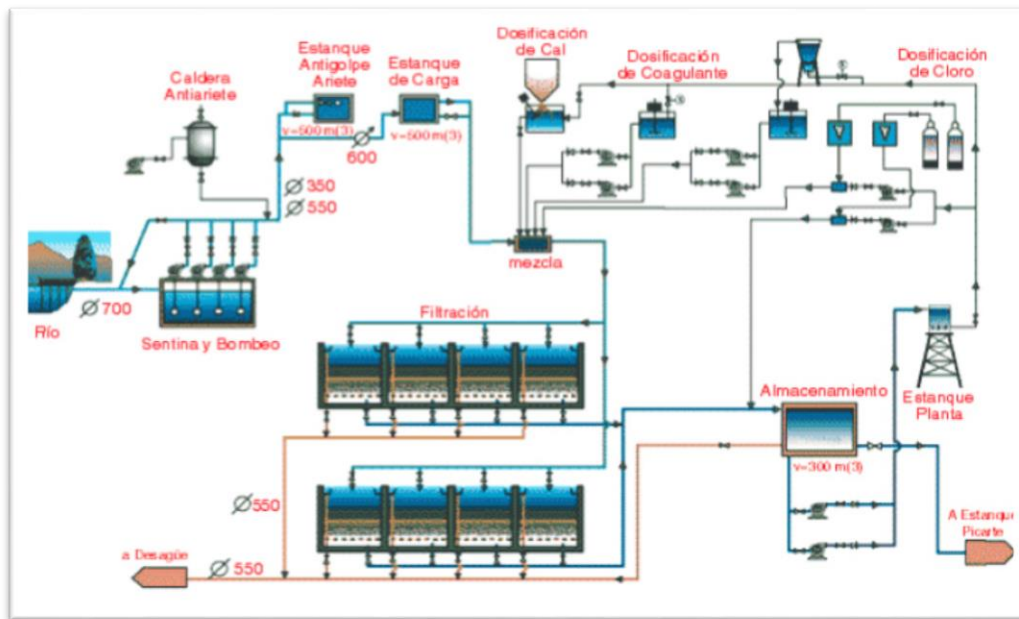 Caldera
Antiariete
Estanque
Antigolpe
Ariete
v=500 m(3)
Estanque
de Carga
v=500 m(3)
Dosificación
de Cal
Dosificación
de Coagulante
Dosificación
de Cloro
600
350
550
mezcla
700
Río
Sentina y Bombeo
Filtración
Almacenamiento
v=300 m(3)
Estanque
Planta
550
a Desagüe
550
A Estanque
Picarte